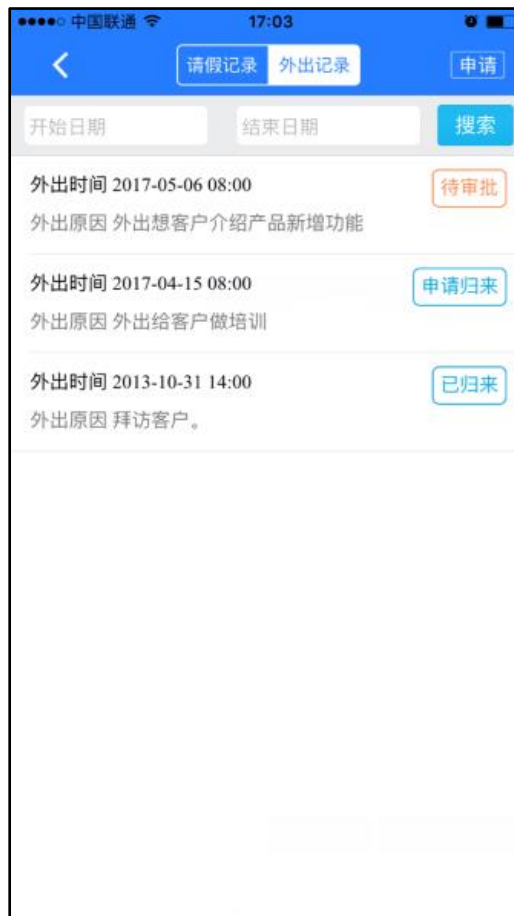 中国联通 17:03
请假记录 外出记录 申请
开始日期 结束日期 搜索
外出时间 2017-05-06 08:00 待审批
外出原因 外出想客户介绍产品新增功能
外出时间 2017-04-15 08:00 申请归来
外出原因 外出给客户做培训
外出时间 2013-10-31 14:00 已归来
外出原因 拜访客户。